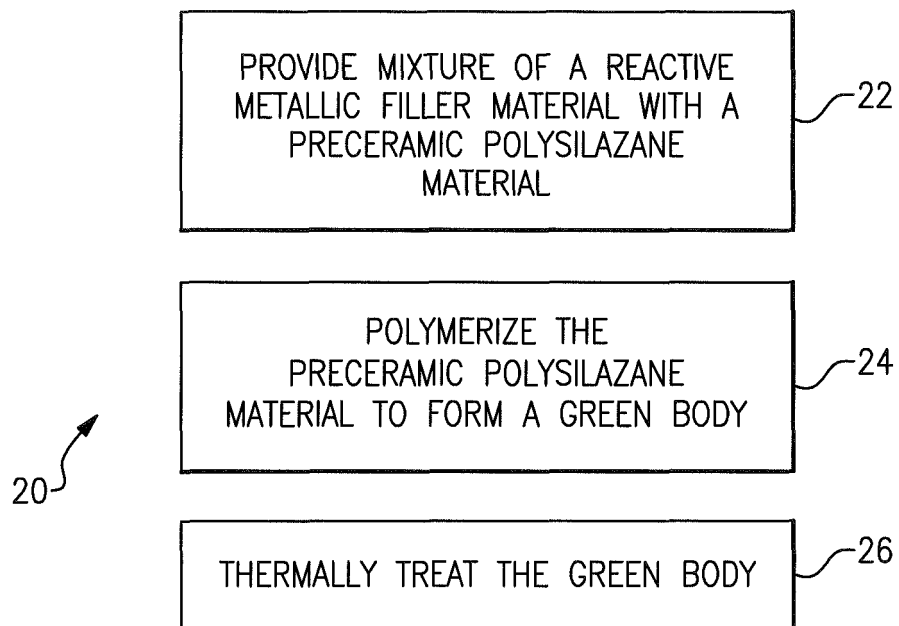 PROVIDE MIXTURE OF A REACTIVE
METALLIC FILLER MATERIAL WITH A
PRECERAMIC POLYSILAZANE
MATERIAL
22
POLYMERIZE THE
PRECERAMIC POLYSILAZANE
MATERIAL TO FORM A GREEN BODY
24
20
THERMALLY TREAT THE GREEN BODY
26